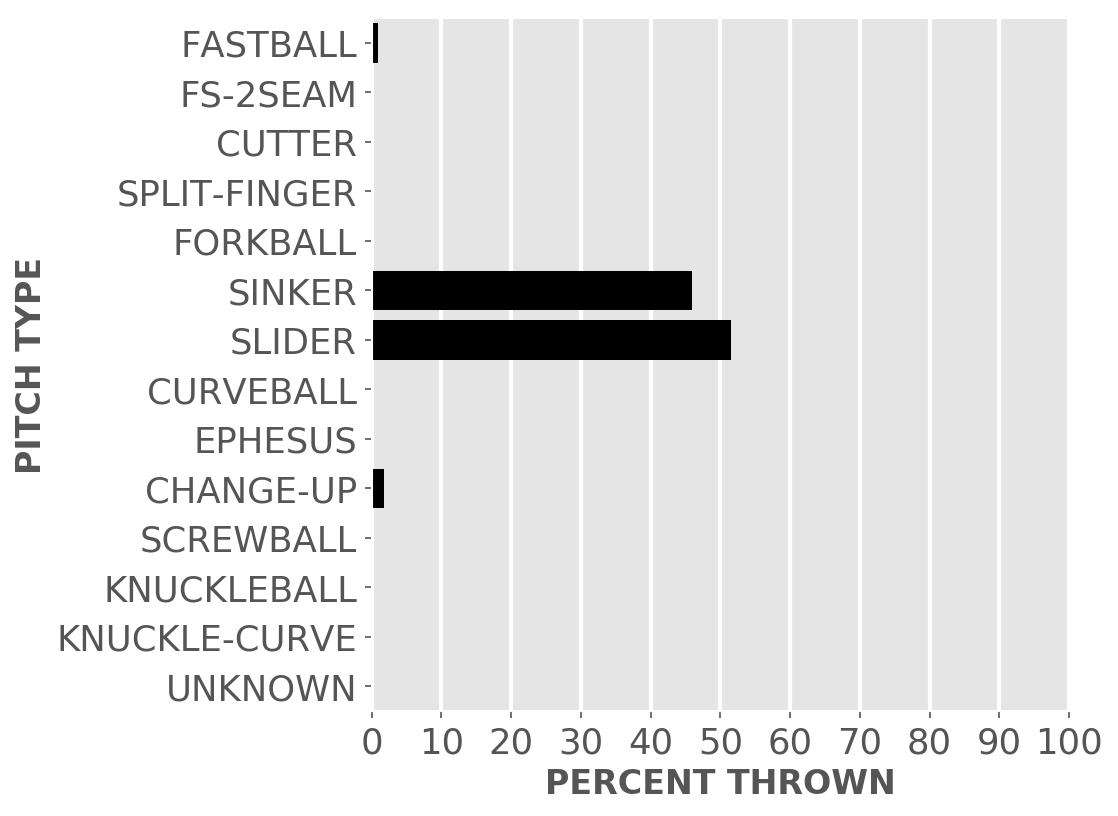 FASTBALL
FS-2SEAM
CUTTER
SPLIT-FINGER
FORKBALL
SINKER
SLIDER
CURVEBALL
EPHESUS
CHANGE-UP
SCREWBALL
KNUCKLEBALL
KNUCKLE-CURVE
UNKNOWN
PITCH TYPE
0 10 20 30 40 50 60 70 80 90 100
PERCENT THROWN